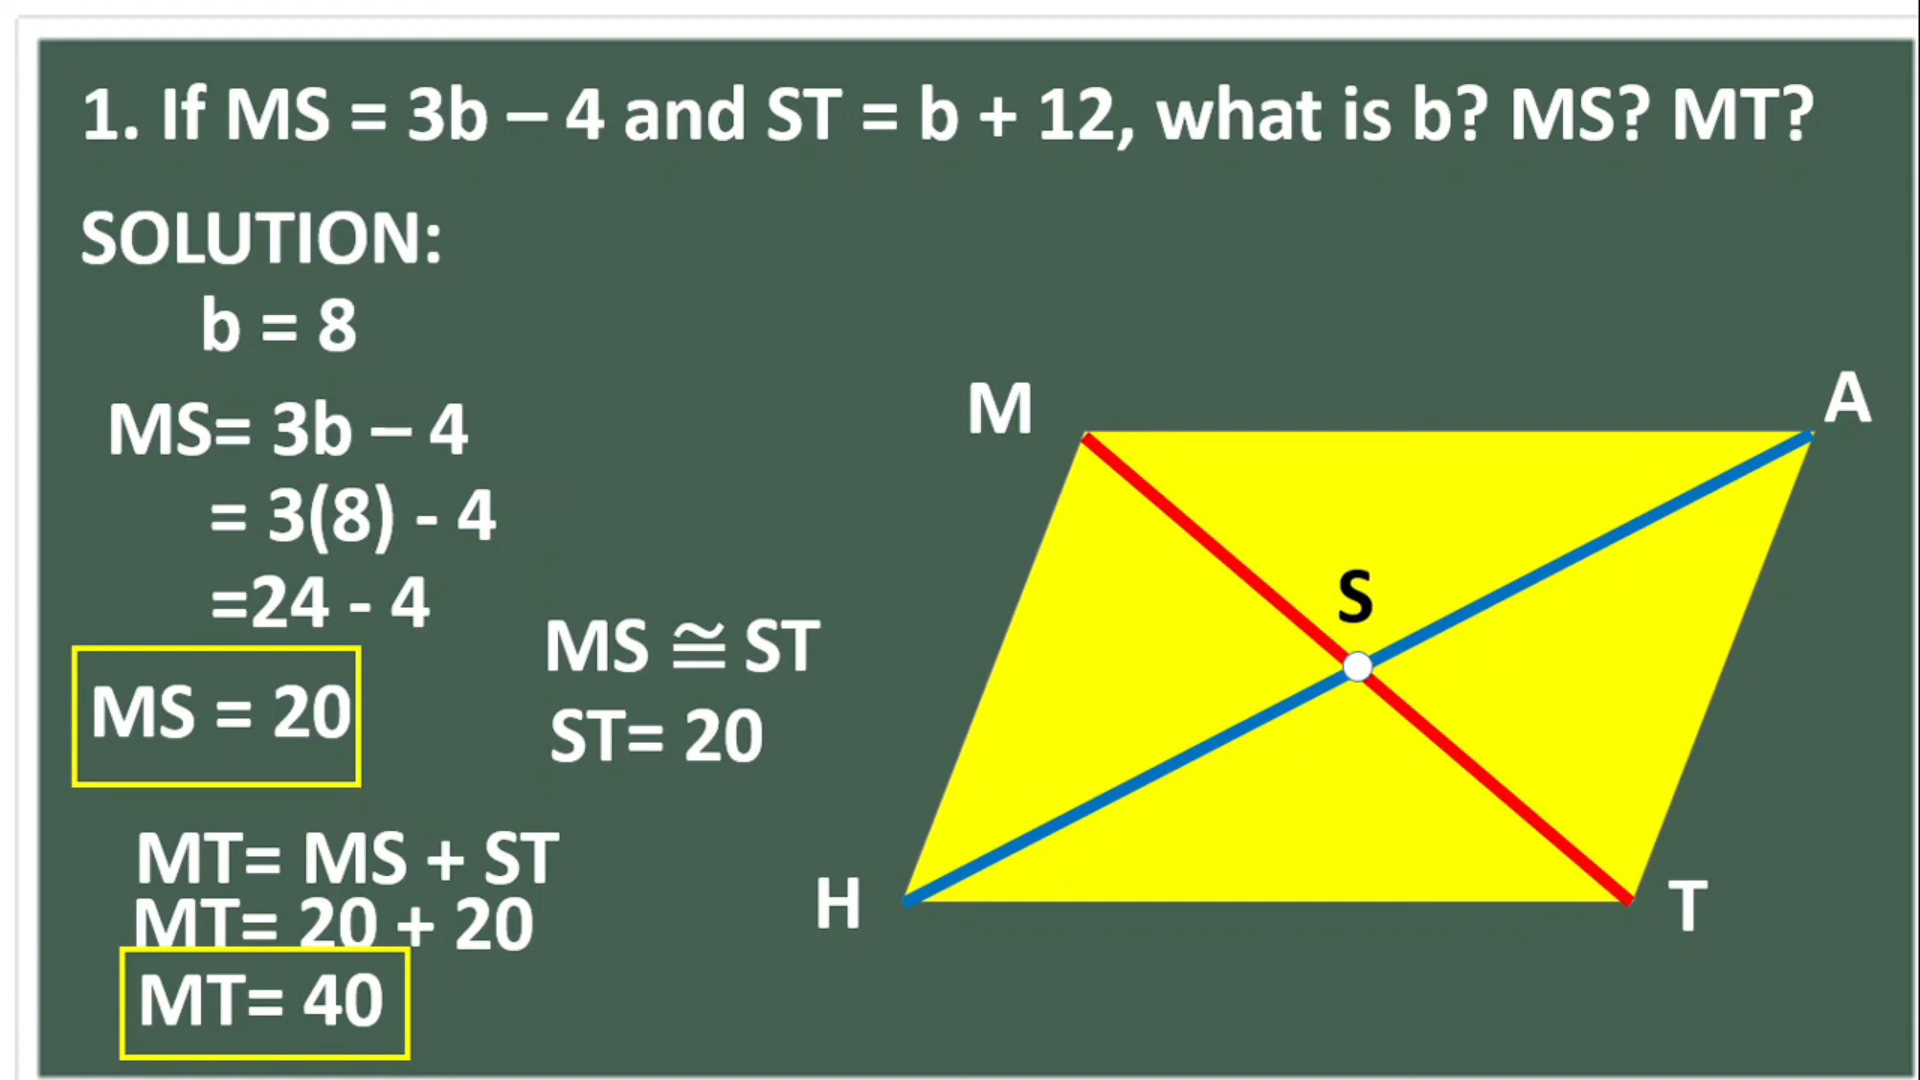 1. If MS = 3b – 4 and ST = b + 12, what is b? MS? MT?
SOLUTION:
b = 8
MS= 3b – 4
= 3(8) - 4
=24 - 4
MS = 20
MS ≅ ST
ST= 20
MT= MS + ST
MT= 20 + 20
MT= 40
M
A
S
H
T